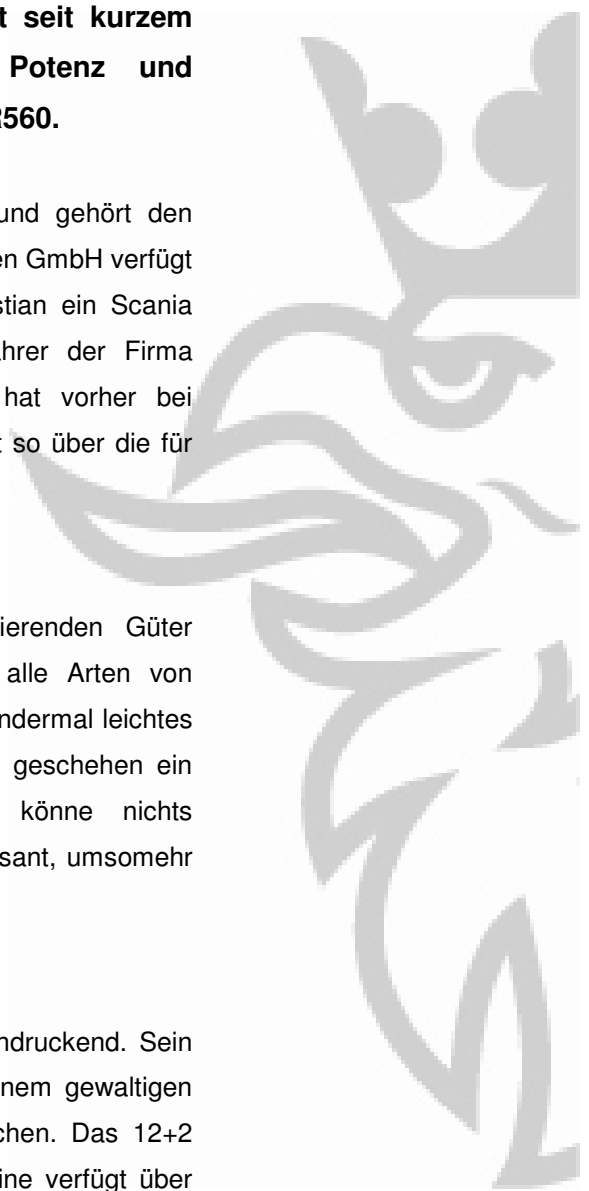 t seit kurzem
Potenz und
R560.
und gehört den
en GmbH verfügt
stian ein Scania
ahrer der Firma
hat vorher bei
t so über die für
ierenden Güter
alle Arten von
ndermal leichtes
geschehen ein
könne nichts
sant, umsomehr
ndruckend. Sein
nem gewaltigen
chen. Das 12+2
ine verfügt über